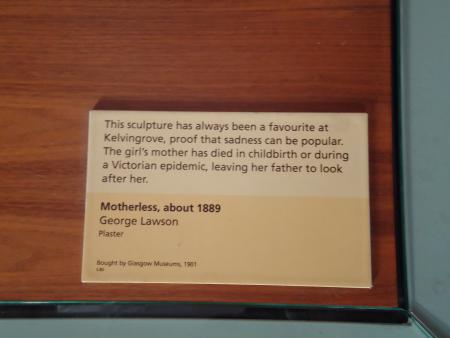 This sculpture has always been a favourite at
Kelvingrove, proof that sadness can be popular.
The girl's mother has died in childbirth or during
a Victorian epidemic, leaving her father to look
after her.
Motherless, about 1889
George Lawson
Plaster
Bought by Glasgow Museums, 1901